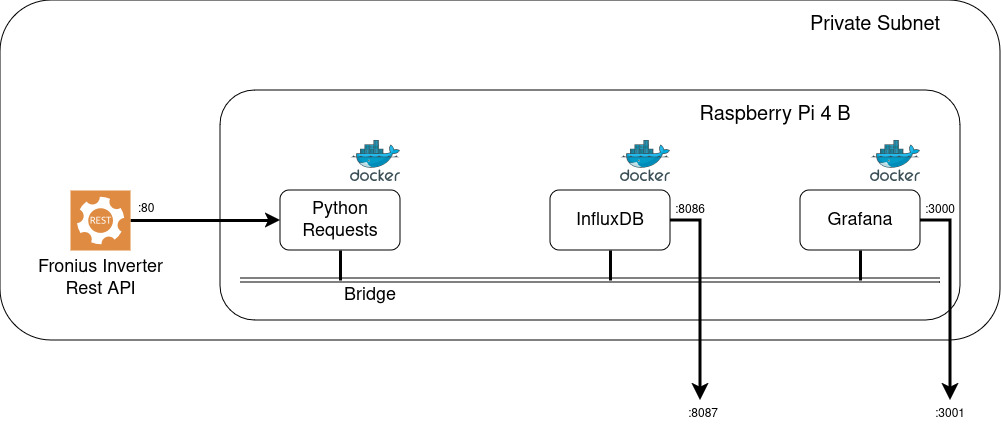 Private Subnet
Raspberry Pi 4 B
docker
docker
docker
REST
:80
Python
Requests
InfluxDB
:8086
Grafana
:3000
Fronius Inverter
Rest API
Bridge
:8087
:3001